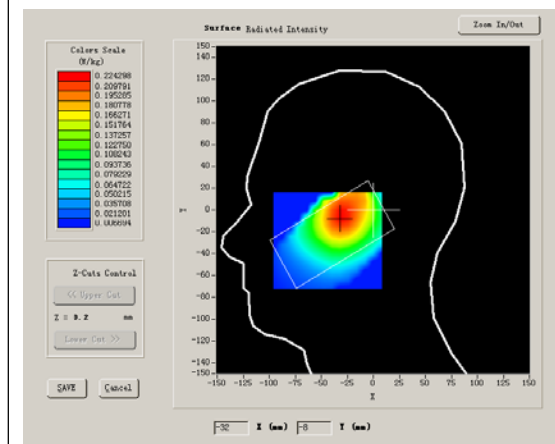 Surface Radiated Intensity
Zoom In/Out
Colors Scale
(W/kg)
0.224298
0.209791
0.195285
0.180778
0.166271
0.151764
0.137257
0.122750
0.108243
0.093736
0.079229
0.064722
0.050215
0.035708
0.021201
0.006694
150
140
120
100
80
60
40
20
0
-20
-40
-60
-80
-100
-120
-140
-150
Y
-150 -125 -100 -75 -50 -25 0 25 50 75 100 125 150
X
Z-Cuts Control
<< Upper Cut
Z = 9.2 mm
Lower Cut >>
SAVE
Cancel
-32 X (mm) -8 Y (mm)